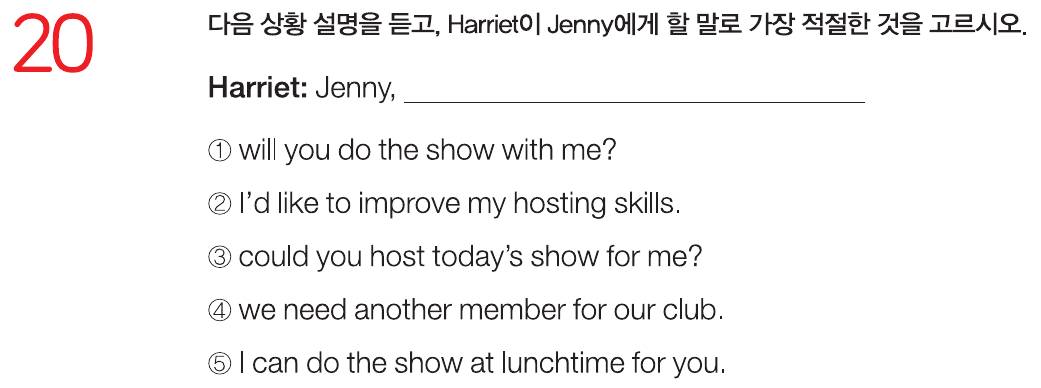 20
다음 상황 설명을 듣고, Harriet이 Jenny에게 할 말로 가장 적절한 것을 고르시오.
Harriet: Jenny, ____________________
① will you do the show with me?
② I’d like to improve my hosting skills.
③ could you host today’s show for me?
④ we need another member for our club.
⑤ I can do the show at lunchtime for you.